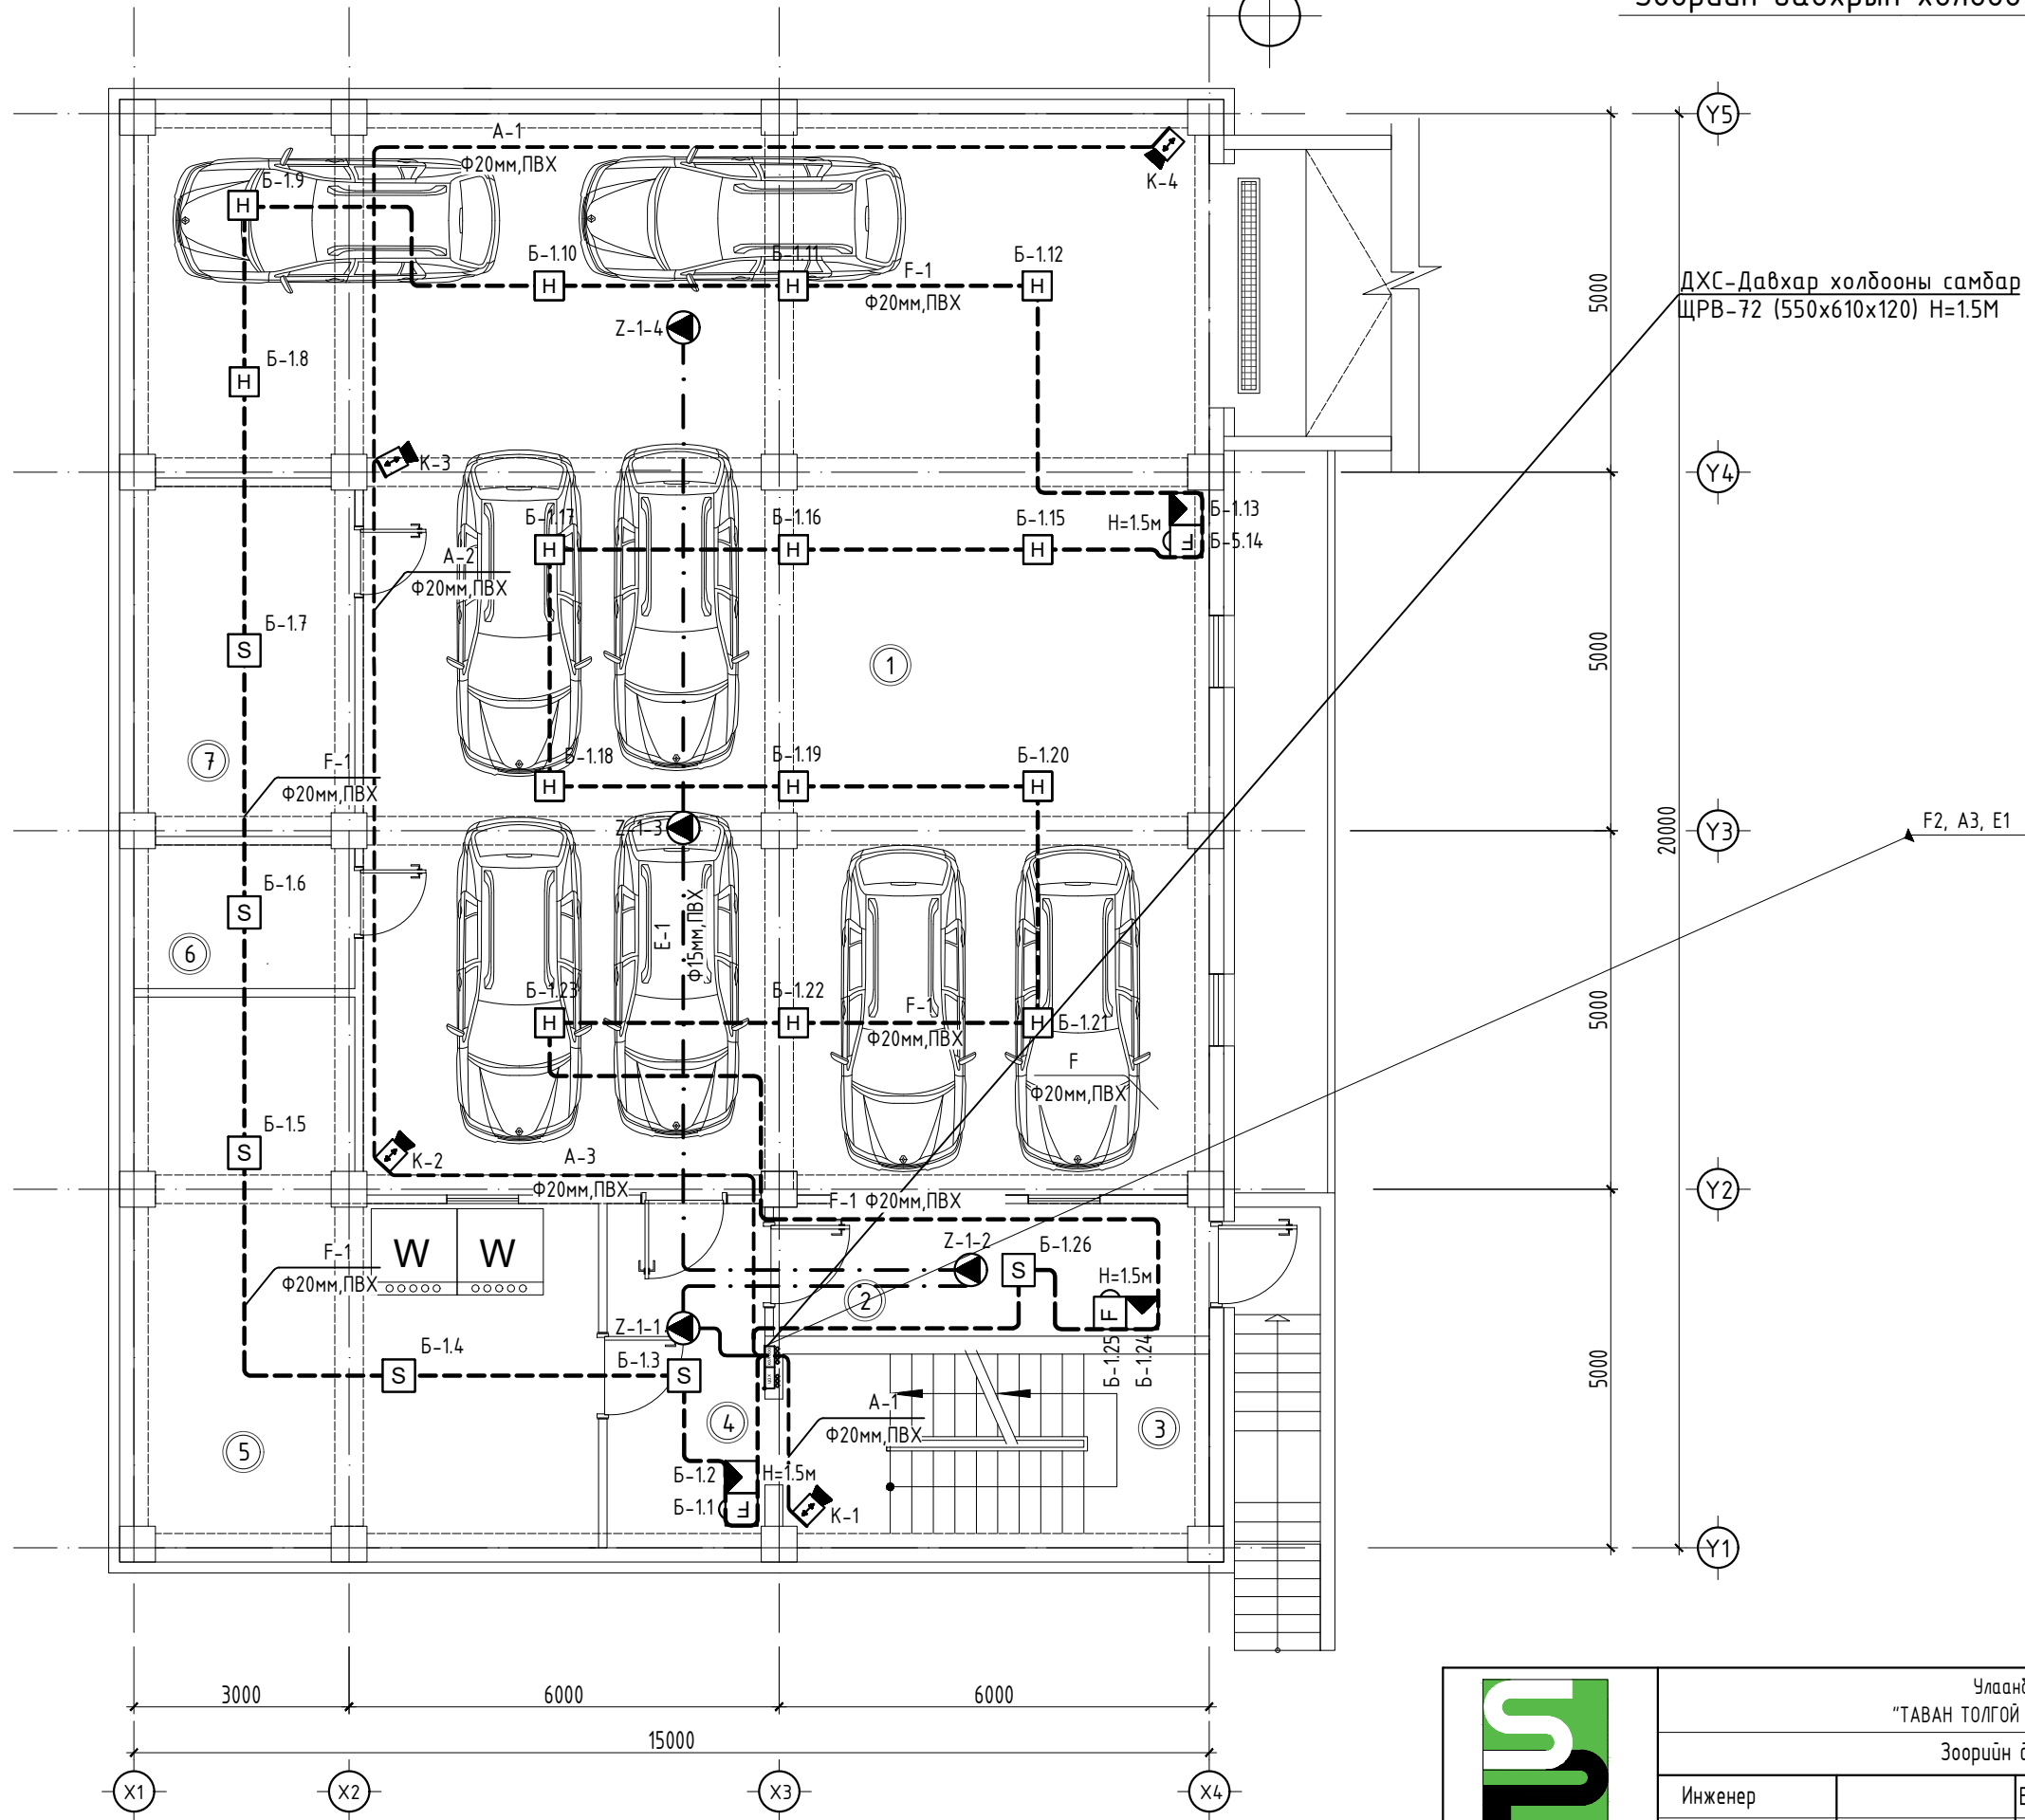 A-1
Ф20мм,ПВХ
K-4
Y5
Б-1.9
H
Б-1.10
H
Б-1.11
H
F-1
Ф20мм,ПВХ
Б-1.12
H
5000
ДХС-Давхар холбооны самбар
ЩРВ-72 (550x610x120) H=1.5M
Z-1-4
Б-1.8
H
K-3
Y4
Б-1.17
H
Б-1.16
H
Б-1.15
H
H=1.5м
Б-1.13
F
Б-5.14
A-2
Ф20мм,ПВХ
Б-1.7
S
1
5000
7
F-1
Ф20мм,ПВХ
Б-1.18
H
Б-1.19
H
Б-1.20
H
Z-1-3
20000
Y3
F2, A3, E1
Б-1.6
S
6
E-1
Ф15мм,ПВХ
Б-1.23
H
Б-1.22
H
F-1
Ф20мм,ПВХ
H
Б-1.21
5000
F
Ф20мм,ПВХ
Б-1.5
S
K-2
A-3
Ф20мм,ПВХ
F-1 Ф20мм,ПВХ
Y2
W W
F-1
Ф20мм,ПВХ
Z-1-2
Б-1.26
S
H=1.5м
F
Б-1.25
Б-1.24
2
Z-1-1
Б-1.4
S
Б-1.3
S
5000
A-1
Ф20мм,ПВХ
4
3
5
Б-1.2
H=1.5м
Б-1.1
F
K-1
Y1
3000
6000
6000
15000
X1
X2
X3
X4
"ТАВАН ТОЛГОЙ
Зоорийн
Инженер